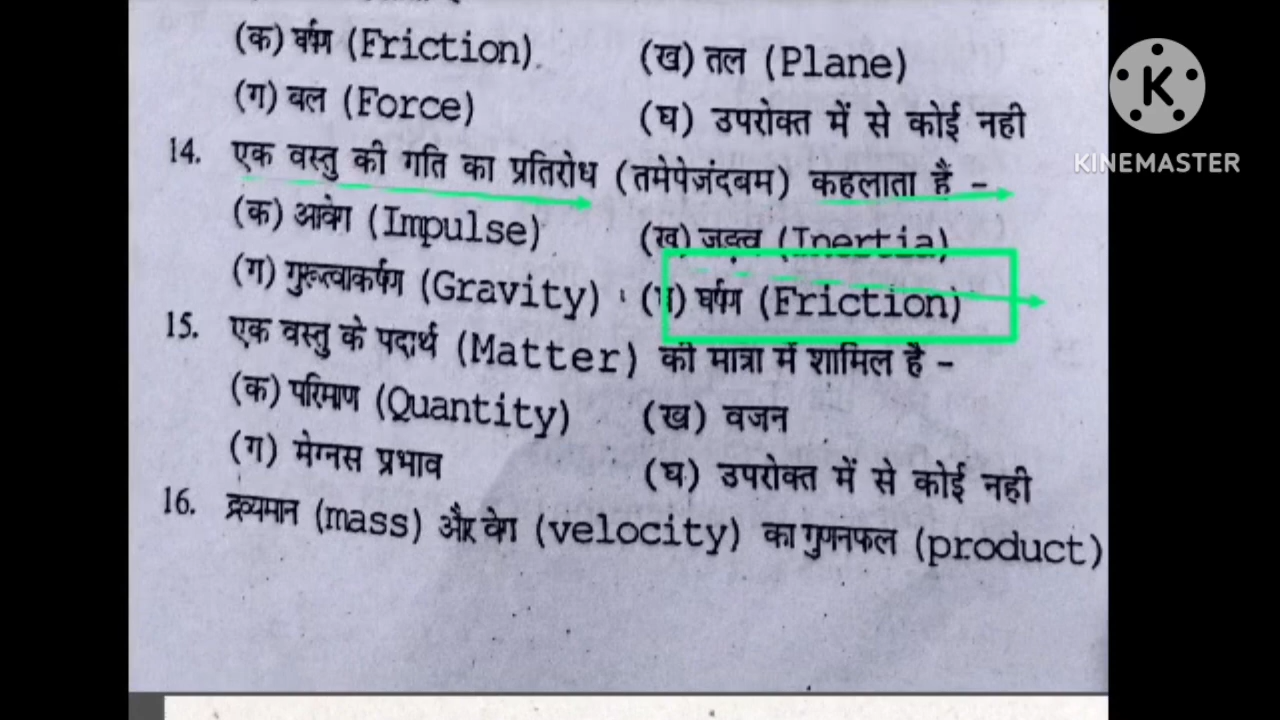 (क) घर्षण (Friction) (ख) तल (Plane)
(ग) बल (Force) (घ) उपरोक्त में से कोई नही
14. एक वस्तु की गति का प्रतिरोध (तमेपेजंदबम) कहलाता हैं -
(क) आवेग (Impulse) (ख) जड़त्व (Inertia)
(ग) गुरूत्वाकर्षण (Gravity) (घ) घर्षण (Friction)
15. एक वस्तु के पदार्थ (Matter) की मात्रा में शामिल है -
(क) परिमाण (Quantity) (ख) वजन
(ग) मेग्नस प्रभाव (घ) उपरोक्त में से कोई नही
16. द्रव्यमान (mass) और वेग (velocity) का गुणनफल (product)
K
KINEMASTER